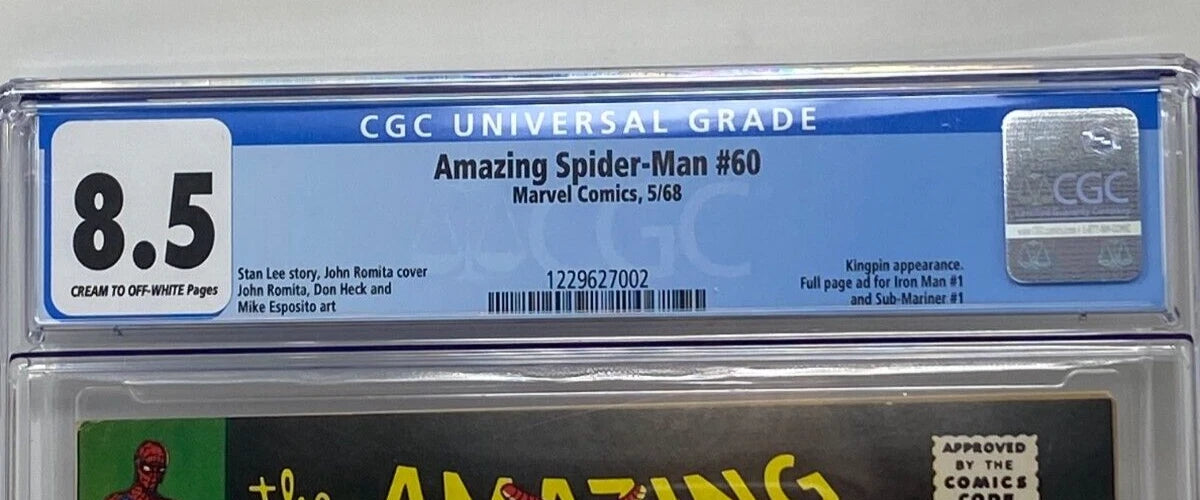 CGC UNIVERSAL GRADE
8.5
CREAM TO OFF-WHITE Pages
Amazing Spider-Man #60
Marvel Comics, 5/68
CGC
Stan Lee story, John Romita cover
John Romita, Don Heck and
Mike Esposito art
1229627002
Kingpin appearance.
Full page ad for Iron Man #1
and Sub-Mariner #1
CGC
the AMAZING
APPROVED
BY THE
COMICS
CODE